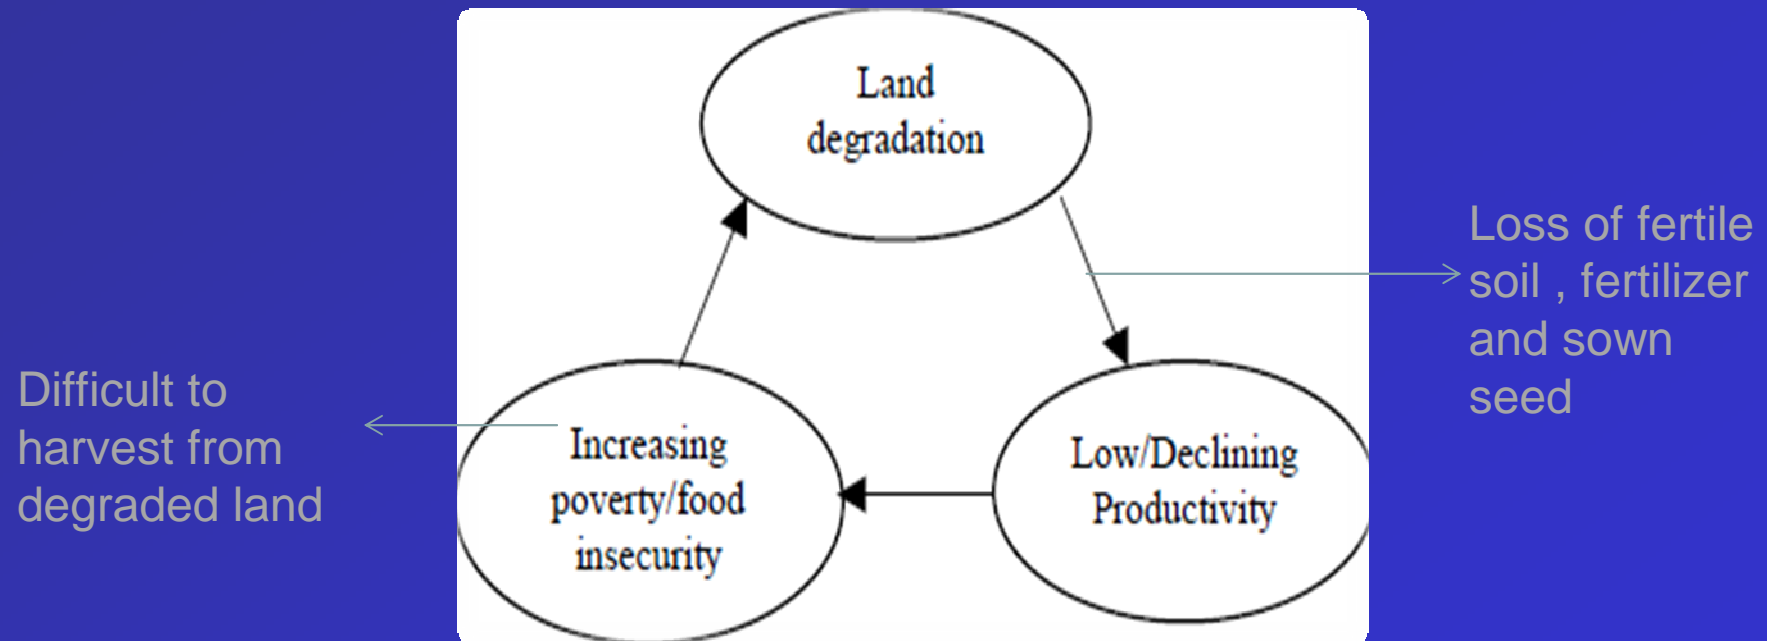 Land
degradation
Loss of fertile
soil , fertilizer
and sown
seed
Difficult to
harvest from
degraded land
Increasing
poverty/food
insecurity
Low/Declining
Productivity